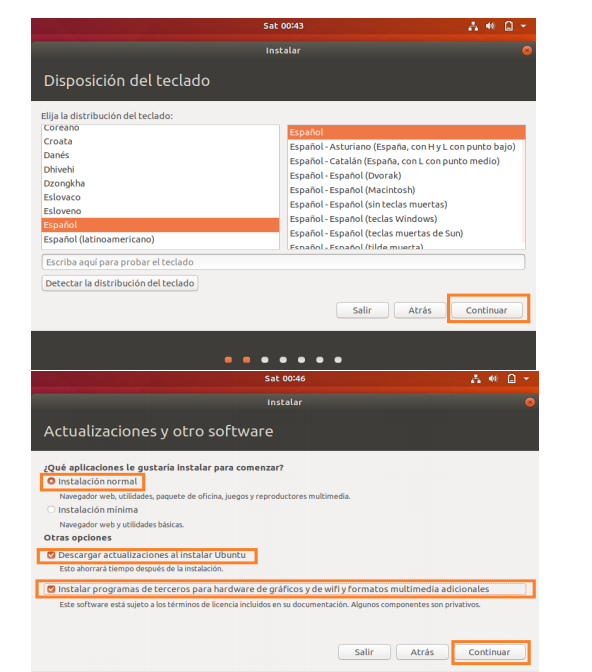 Sat 00:43
Instalar
Disposición del teclado
Elija la distribución del teclado:
Coreano
Croata
Danés
Dhivehi
Dzongkha
Eslovaco
Esloveno
Español
Español (latinoamericano)
Español
Español - Asturiano (España, con H y L con punto bajo)
Español - Catalán (España, con L con punto medio)
Español - Español (Dvorak)
Español - Español (Macintosh)
Español - Español (sin teclas muertas)
Español - Español (teclas Windows)
Español - Español (teclas muertas de Sun)
Español - Español (tilde muerta)
Escriba aquí para probar el teclado
Detectar la distribución del teclado
Salir Atrás Continuar
Sat 00:46
Instalar
Actualizaciones y otro software
¿Qué aplicaciones le gustaría instalar para comenzar?
Instalación normal
Navegador web, utilidades, paquete de oficina, juegos y reproductores multimedia.
Instalación mínima
Navegador web y utilidades básicas.
Otras opciones
Descargar actualizaciones al instalar Ubuntu
Esto ahorrará tiempo después de la instalación.
Instalar programas de terceros para hardware de gráficos y de wifi y formatos multimedia adicionales
Este software está sujeto a los términos de licencia incluidos en su documentación. Algunos componentes son privativos.
Salir Atrás Continuar